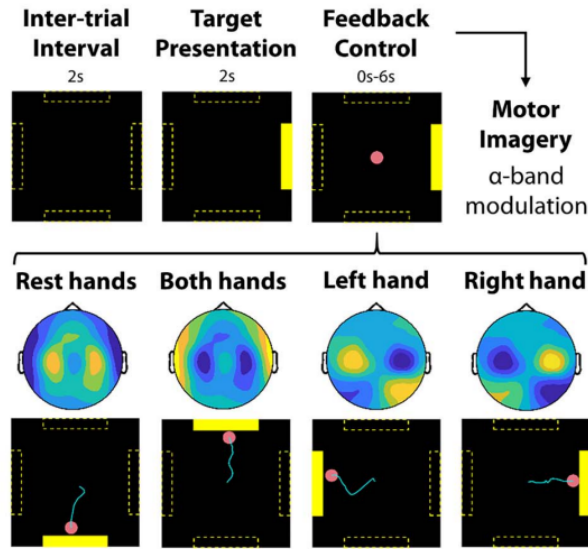 Inter-trial
Interval
2s
Target
Presentation
2s
Feedback
Control
0s-6s
Motor
Imagery
α-band
modulation
Rest hands
Both hands
Left hand
Right hand